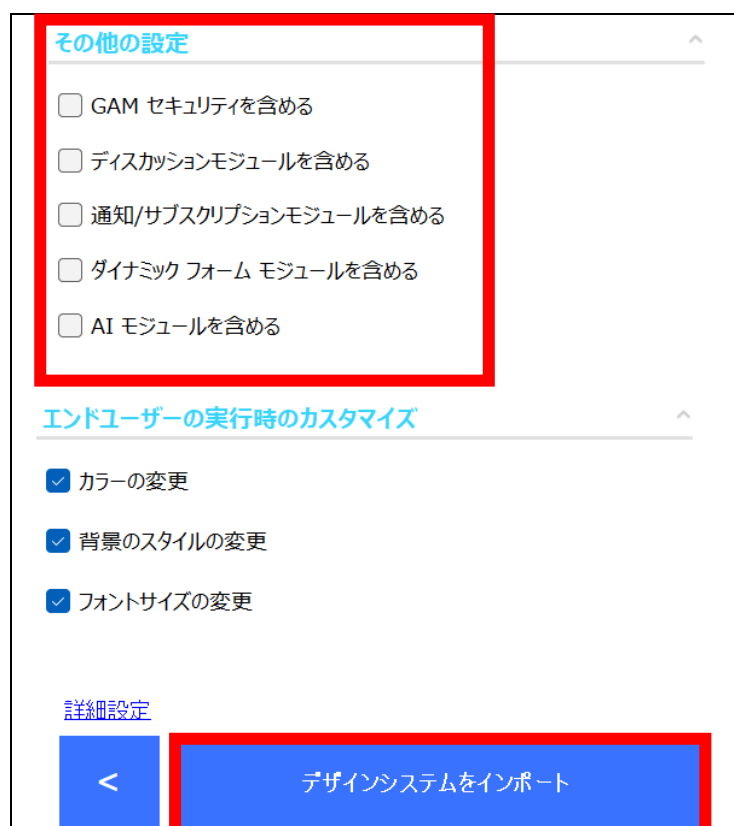 その他の設定
GAM セキュリティを含める
ディスカッションモジュールを含める
通知/サブスクリプションモジュールを含める
ダイナミック フォーム モジュールを含める
AI モジュールを含める
エンドユーザーの実行時のカスタマイズ
カラーの変更
背景のスタイルの変更
フォントサイズの変更
詳細設定
< デザインシステムをインポート